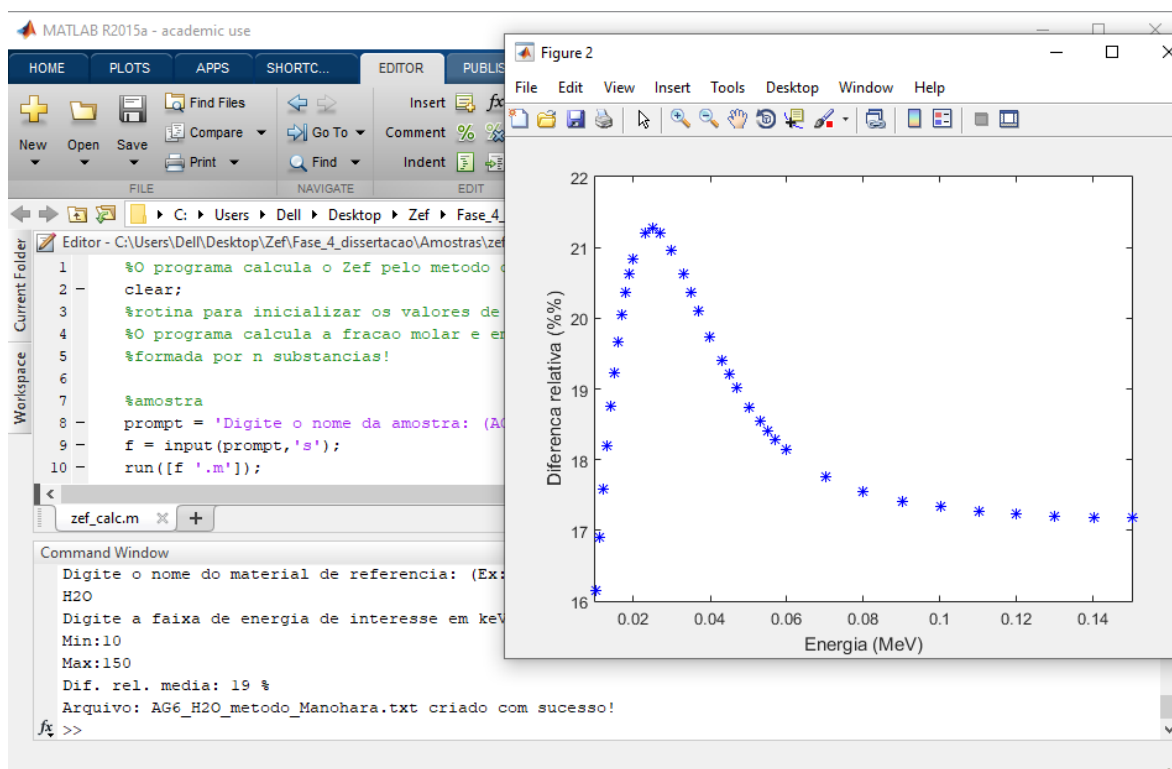 MATLAB R2015a - academic use
HOME PLOTS APPS SHORTC... EDITOR PUBLIS
Find Files
Insert fx
New Open Save
Compare
Go To
Comment
Print
Find
Indent
FILE NAVIGATE EDIT
C: Users Dell Desktop Zef Fase_4_
Current Folder
Workspace
Editor - C:\Users\Dell\Desktop\Zef\Fase_4_dissertacao\Amostras\zef
1 %O programa calcula o Zef pelo metodo
2 - clear;
3 %rotina para inicializar os valores de
4 %O programa calcula a fracao molar e
5 %formada por n substancias!
6
7 %amostra
8 - prompt = 'Digite o nome da amostra: (AG
9 - f = input(prompt,'s');
10 - run([f '.m']);
zef_calc.m
Command Window
Digite o nome do material de referencia: (Ex:
H2O
Digite a faixa de energia de interesse em keV
Min:10
Max:150
Dif. rel. media: 19 %
Arquivo: AG6_H2O_metodo_Manohara.txt criado com sucesso!
fx >>
Figure 2
File Edit View Insert Tools Desktop Window Help
Diferenca relativa (%%)
22
21
20
19
18
17
16
0.02 0.04 0.06 0.08 0.1 0.12 0.14
Energia (MeV)